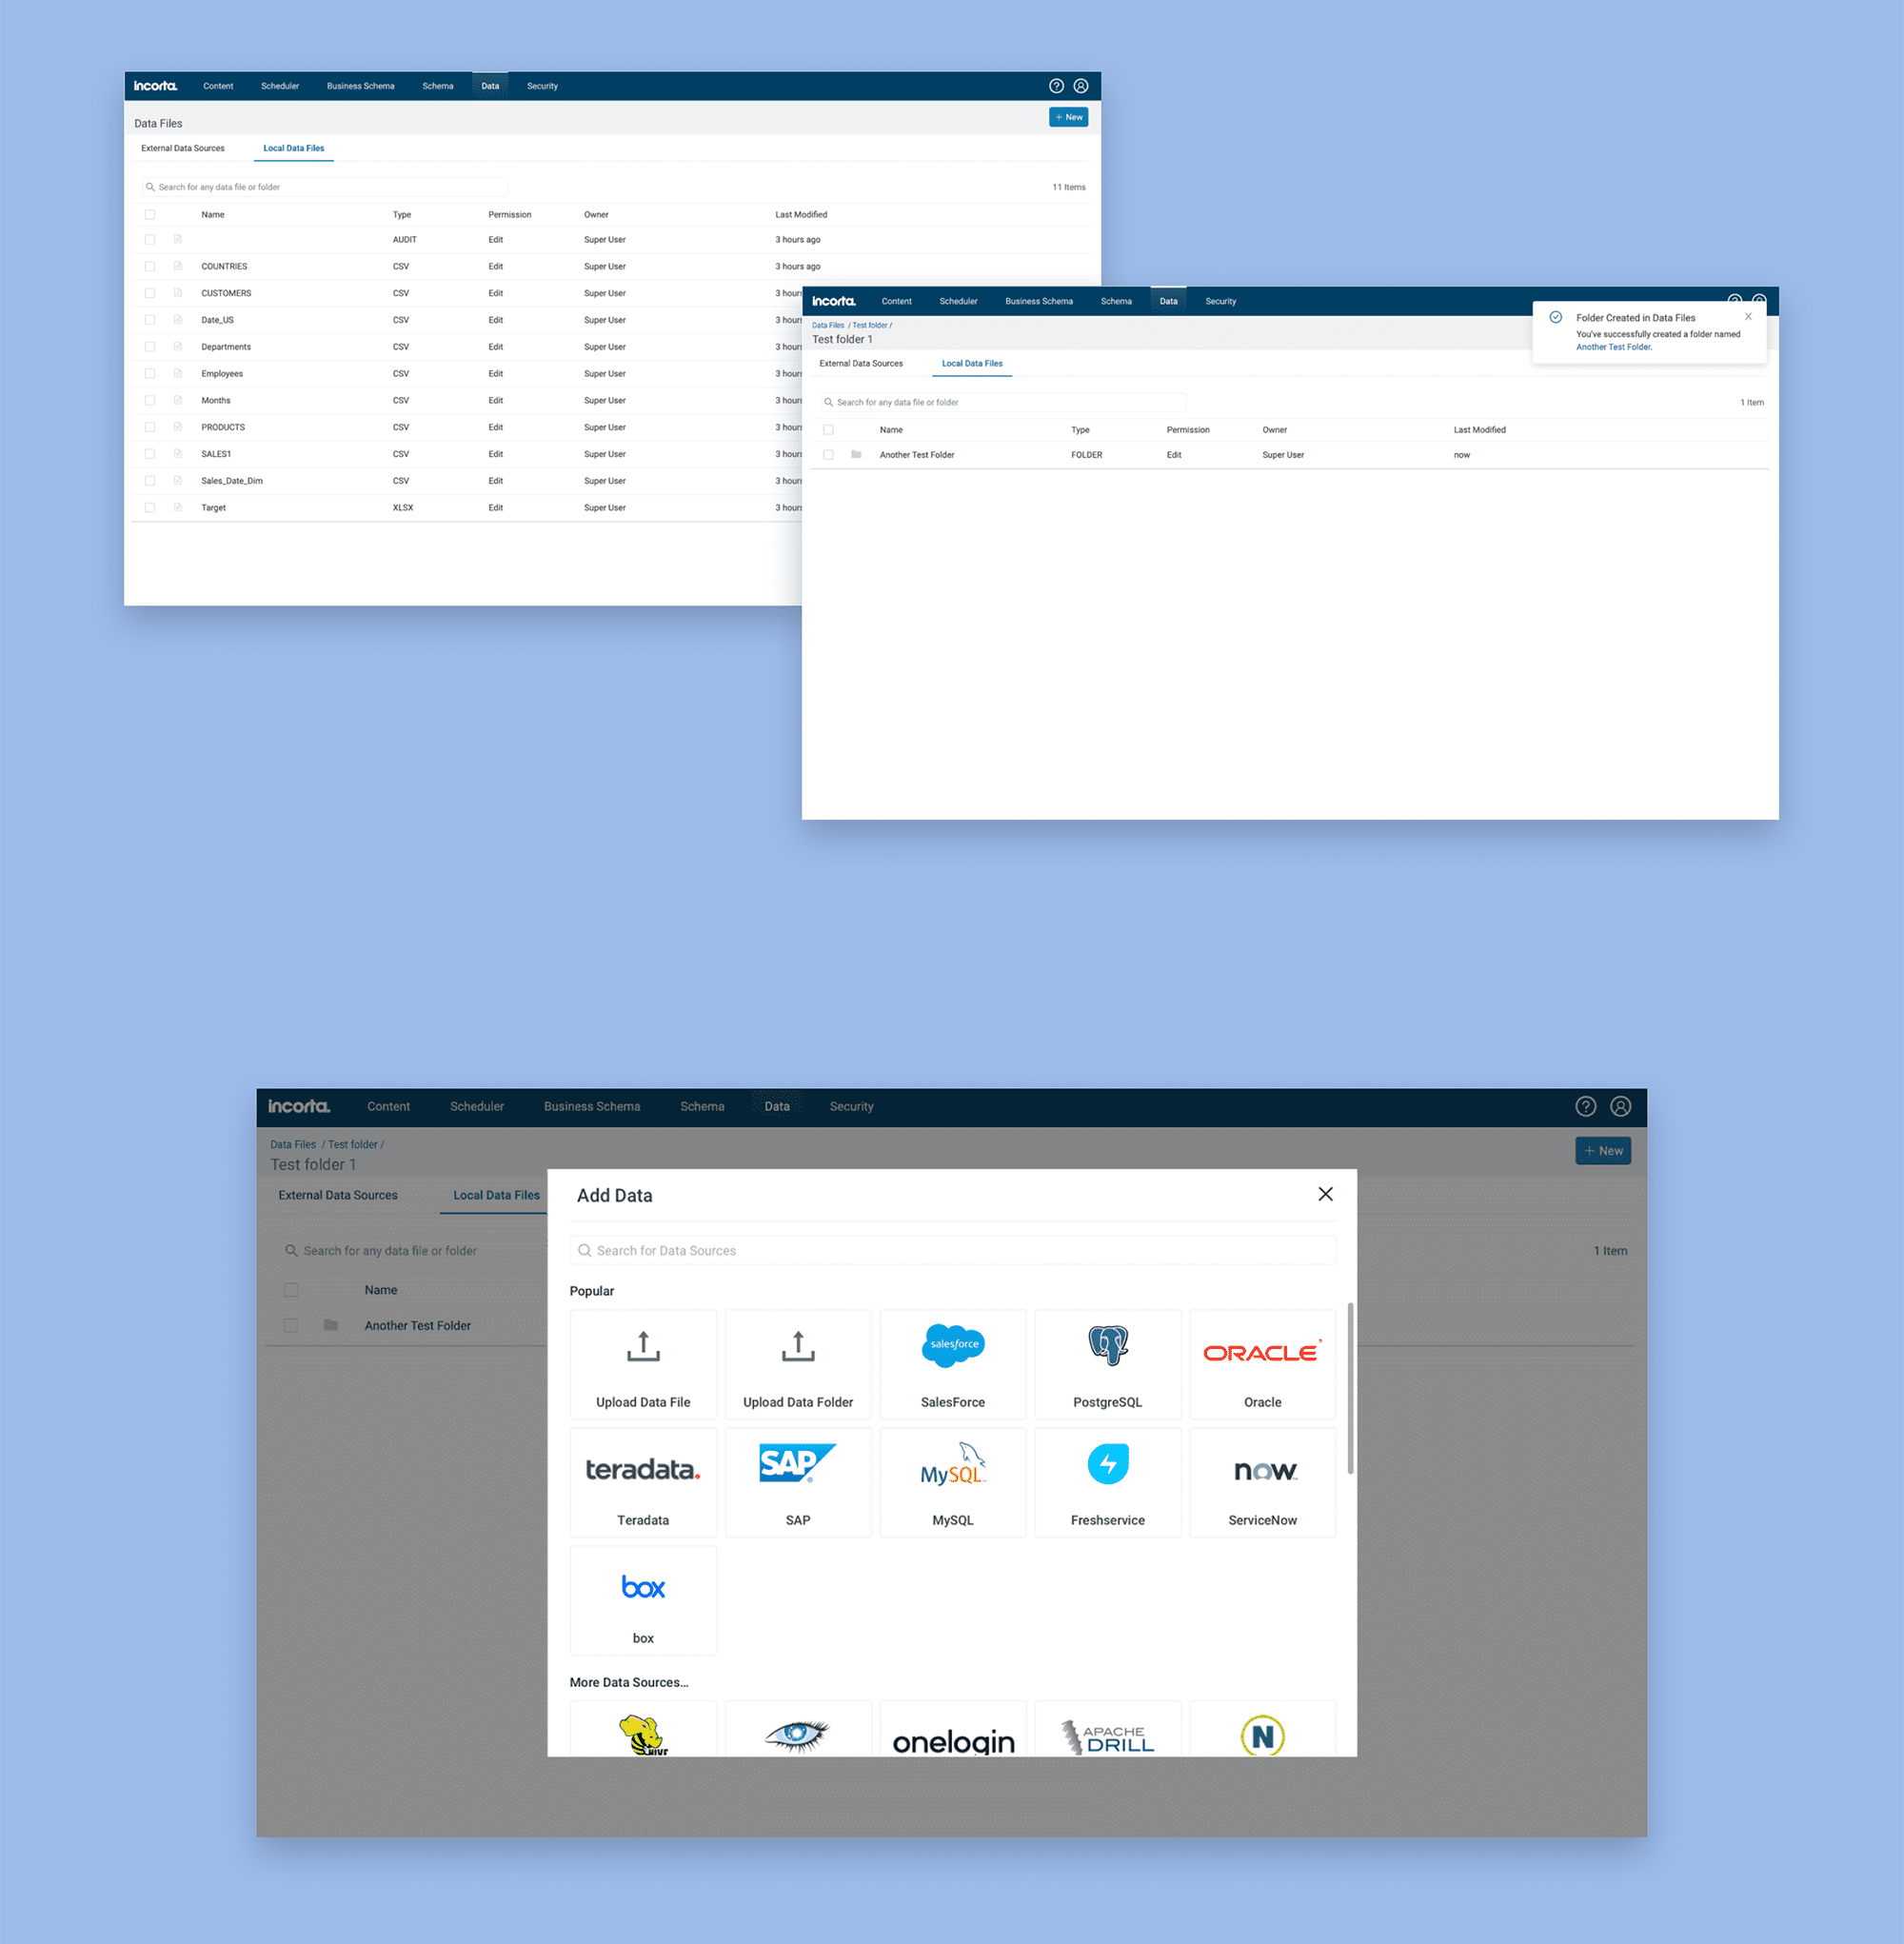 incorta. Content Scheduler Business Schema Schema Data Security
Data Files
+ New
External Data Sources Local Data Files
Search for any data file or folder 11 Items
Name Type Permission Owner Last Modified
AUDIT Edit Super User 3 hours ago
COUNTRIES CSV Edit Super User 3 hours ago
CUSTOMERS CSV Edit Super User 3 hours
Date_US CSV Edit Super User 3 hours
Departments CSV Edit Super User 3 hours
Employees CSV Edit Super User 3 hours
Months CSV Edit Super User 3 hours
PRODUCTS CSV Edit Super User 3 hours
SALES1 CSV Edit Super User 3 hours
Sales_Date_Dim CSV Edit Super User 3 hours
Target XLSX Edit Super User 3 hours
incorta. Content Scheduler Business Schema Schema Data Security
Data Files / Test folder /
Test folder 1
Folder Created in Data Files
You've successfully created a folder named
Another Test Folder.
External Data Sources Local Data Files
Search for any data file or folder 1 Item
Name Type Permission Owner Last Modified
Another Test Folder FOLDER Edit Super User now
incorta. Content Scheduler Business Schema Schema Data Security
Data Files / Test folder /
Test folder 1
+ New
External Data Sources Local Data Files
Search for any data file or folder 1 Item
Name
Another Test Folder
Add Data
Search for Data Sources
Popular
salesforce ORACLE
Upload Data File Upload Data Folder SalesForce PostgreSQL Oracle
teradata. SAP MySQL now
Teradata SAP MySQL Freshservice ServiceNow
box
box
More Data Sources...
HIVE onelogin APACHE DRILL N